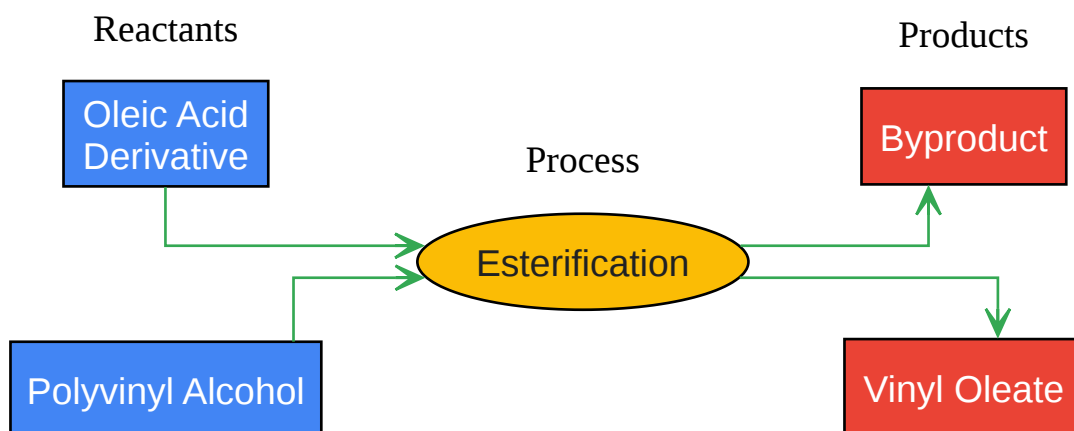 Reactants
Products
Oleic Acid
Derivative
Byproduct
Process
Esterification
Polyvinyl Alcohol
Vinyl Oleate